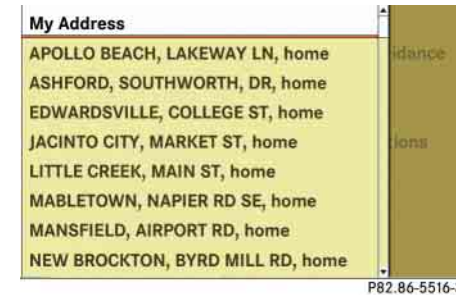 My Address
APOLLO BEACH, LAKEWAY LN, home
idance
ASHFORD, SOUTHWORTH, DR, home
EDWARDSVILLE, COLLEGE ST, home
JACINTO CITY, MARKET ST, home
ions
LITTLE CREEK, MAIN ST, home
MABLETOWN, NAPIER RD SE, home
MANSFIELD, AIRPORT RD, home
NEW BROCKTON, BYRD MILL RD, home
P82.86-5516-